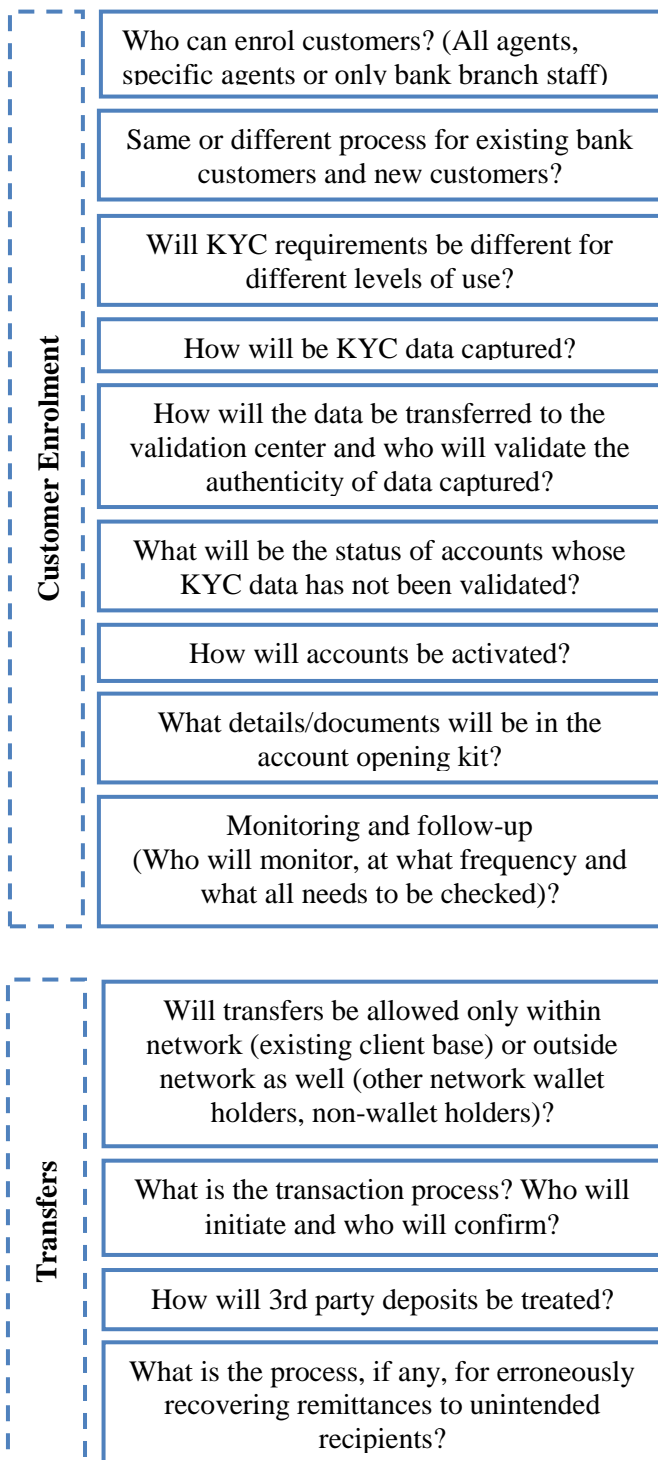 Customer Enrolment
Who can enrol customers? (All agents,
specific agents or only bank branch staff)
Same or different process for existing bank
customers and new customers?
Will KYC requirements be different for
different levels of use?
How will be KYC data captured?
How will the data be transferred to the
validation center and who will validate the
authenticity of data captured?
What will be the status of accounts whose
KYC data has not been validated?
How will accounts be activated?
What details/documents will be in the
account opening kit?
Monitoring and follow-up
(Who will monitor, at what frequency and
what all needs to be checked)?
Transfers
Will transfers be allowed only within
network (existing client base) or outside
network as well (other network wallet
holders, non-wallet holders)?
What is the transaction process? Who will
initiate and who will confirm?
How will 3rd party deposits be treated?
What is the process, if any, for erroneously
recovering remittances to unintended
recipients?